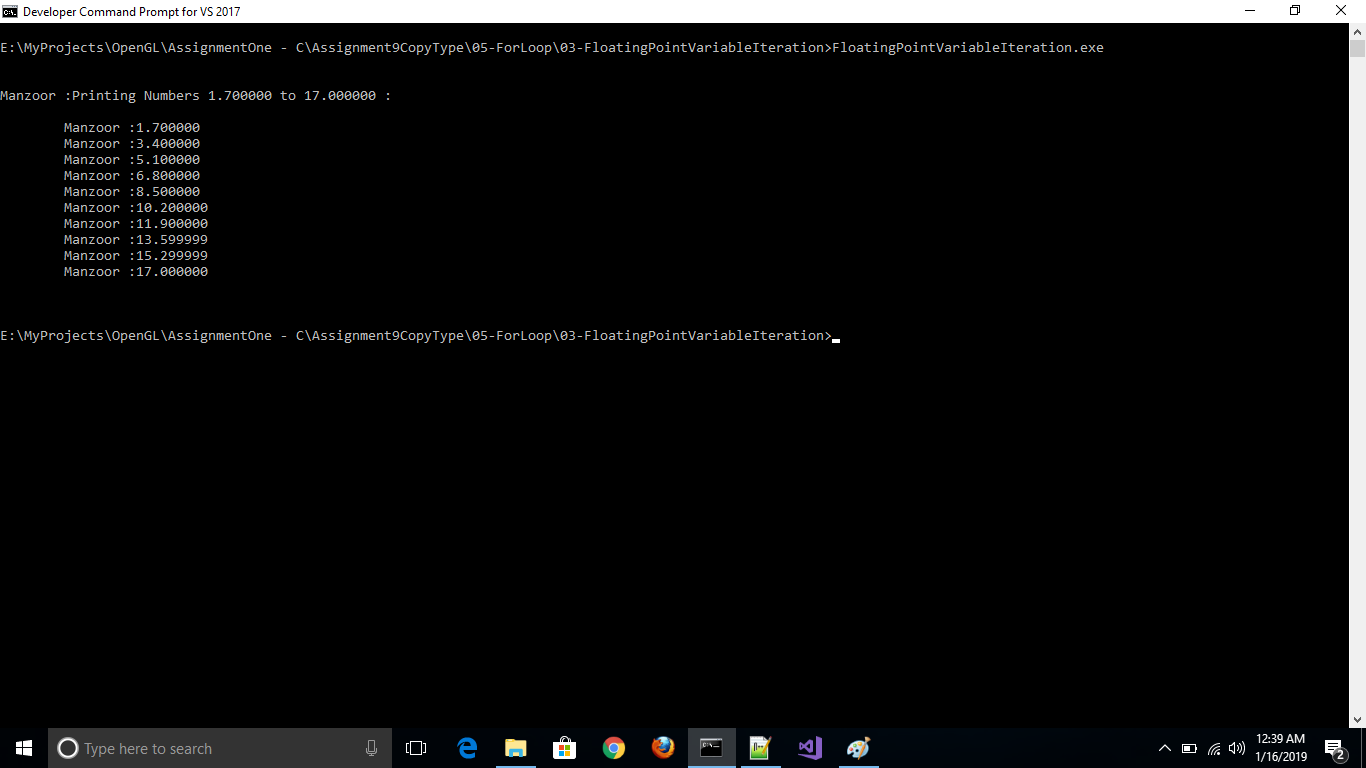 Developer Command Prompt for VS 2017
E:\MyProjects\OpenGL\AssignmentOne - C\Assignment9CopyType\05-ForLoop\03-FloatingPointVariableIteration>FloatingPointVariableIteration.exe
Manzoor :Printing Numbers 1.700000 to 17.000000 :
Manzoor :1.700000
Manzoor :3.400000
Manzoor :5.100000
Manzoor :6.800000
Manzoor :8.500000
Manzoor :10.200000
Manzoor :11.900000
Manzoor :13.599999
Manzoor :15.299999
Manzoor :17.000000
E:\MyProjects\OpenGL\AssignmentOne - C\Assignment9CopyType\05-ForLoop\03-FloatingPointVariableIteration>
Type here to search
12:39 AM
1/16/2019
2